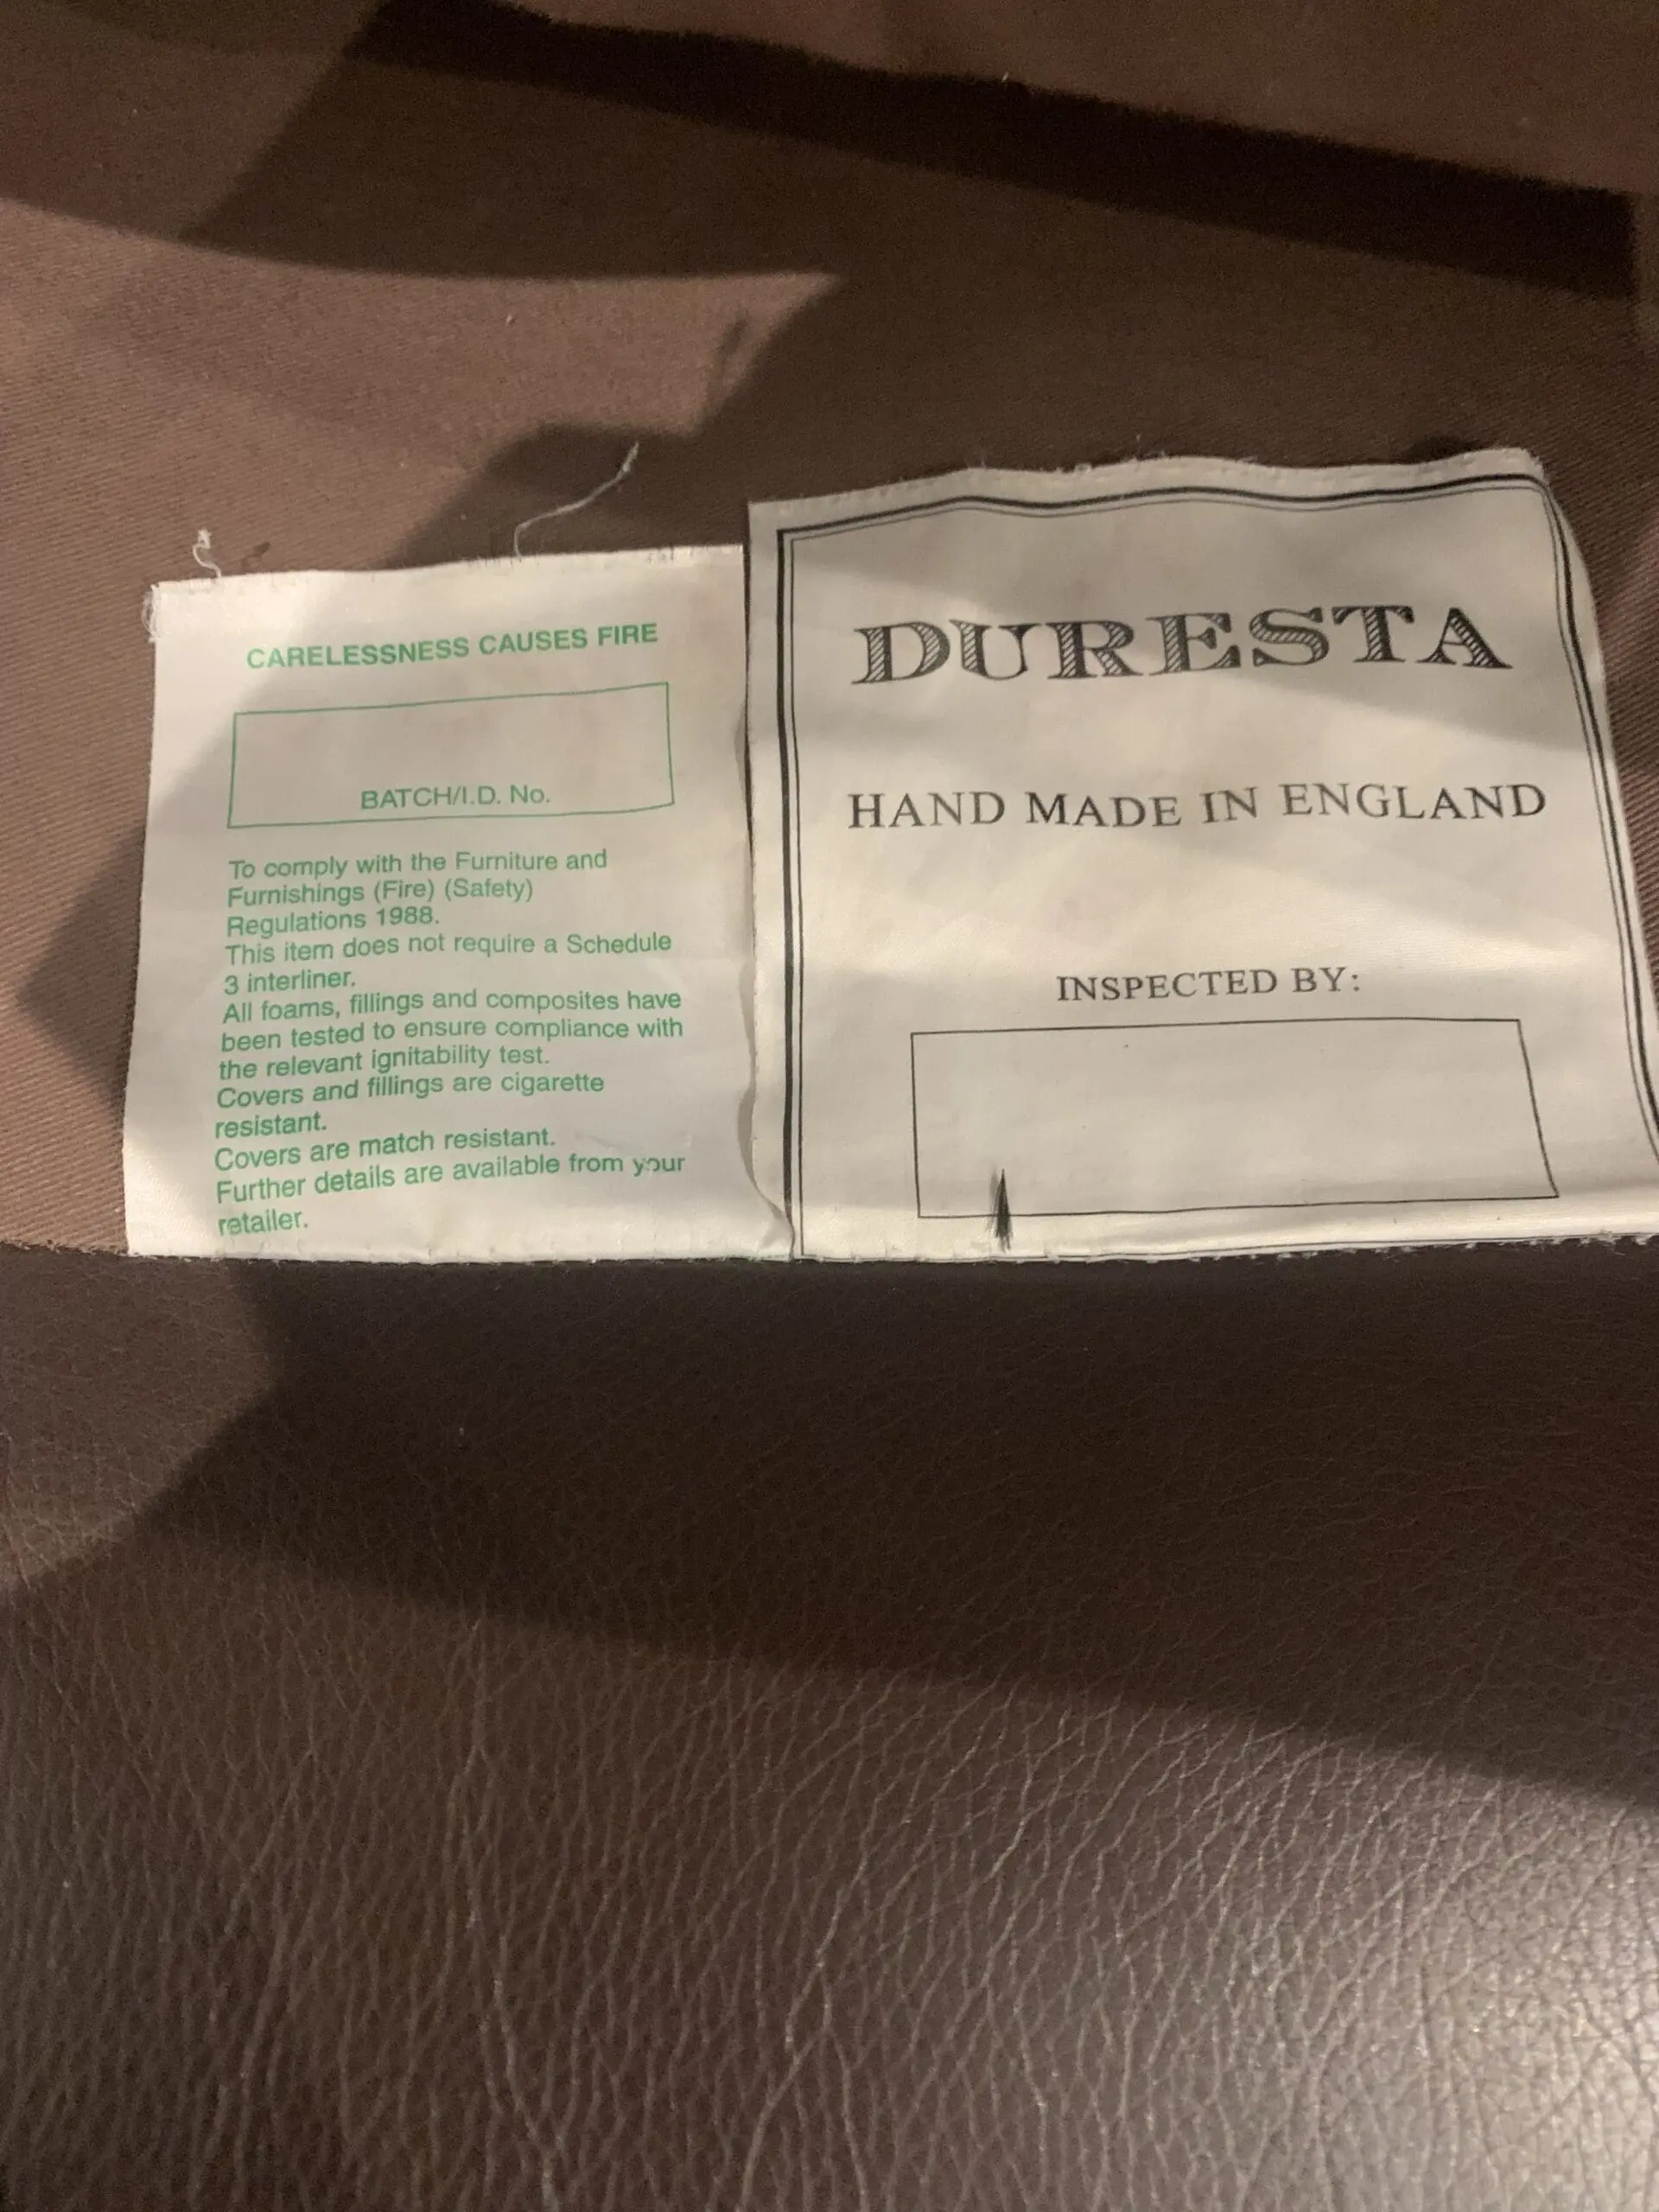 CARELESSNESS CAUSES FIRE
BATCH/I.D. No.
To comply with the Furniture and
Furnishings (Fire) (Safety)
Regulations 1988.
This item does not require a Schedule
3 interliner.
All foams, fillings and composites have
been tested to ensure compliance with
the relevant ignitability test.
Covers and fillings are cigarette
resistant.
Covers are match resistant.
Further details are available from your
retailer.
DURESTA
HAND MADE IN ENGLAND
INSPECTED BY: